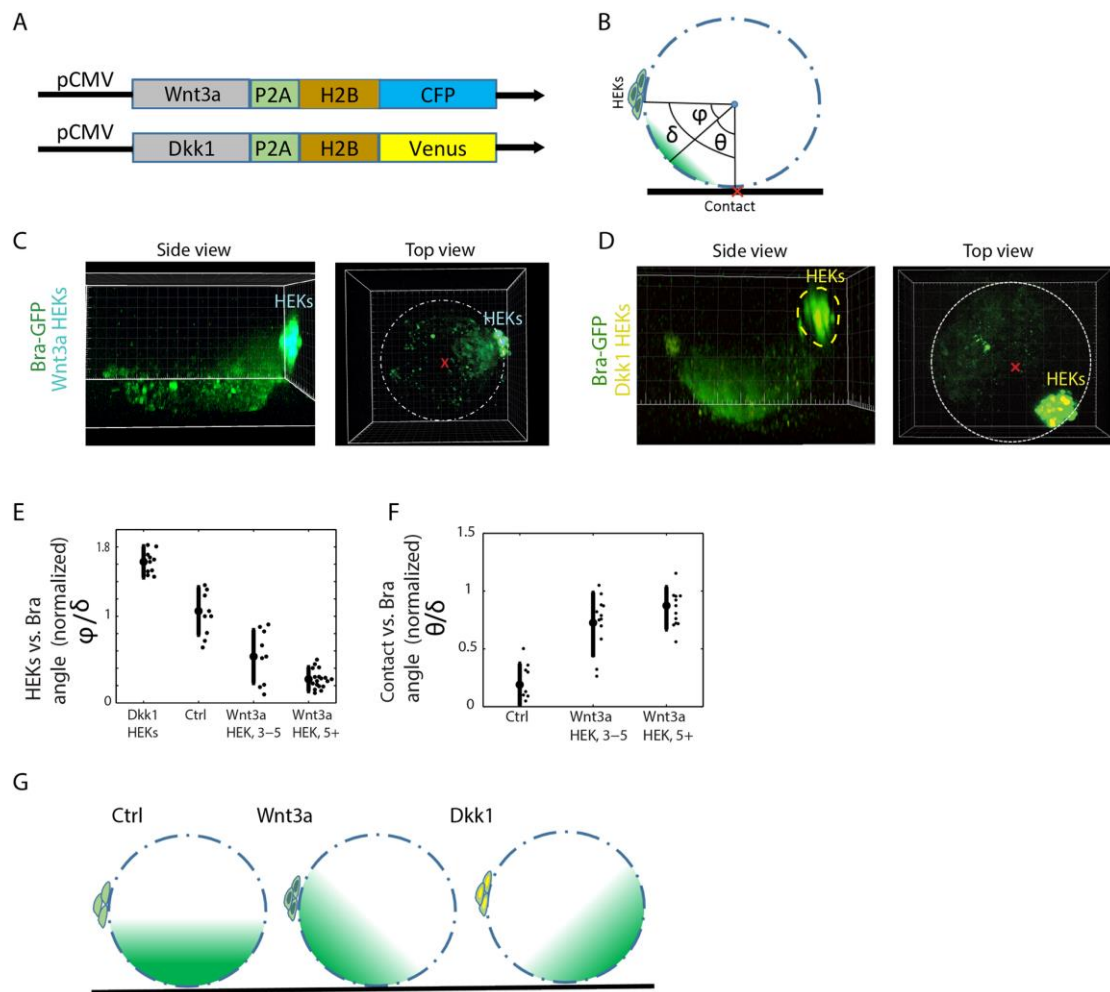 A
pCMV
Wnt3a P2A H2B CFP
pCMV
Dkk1 P2A H2B Venus
B
HEKs
φ
δ
θ
x
Contact
C
Side view
Top view
Bra-GFP
Wnt3a HEKs
HEKs
HEKs
x
D
Side view
Top view
Bra-GFP
Dkk1 HEKs
HEKs
HEKs
x
E
HEKs vs. Bra
angle (normalized)
φ/δ
1.8
1
0
Dkk1
HEKs
Ctrl
Wnt3a
HEK, 3–5
Wnt3a
HEK, 5+
F
Contact vs. Bra
angle (normalized)
θ/δ
1.5
1
0.5
0
Ctrl
Wnt3a
HEK, 3–5
Wnt3a
HEK, 5+
G
Ctrl
Wnt3a
Dkk1